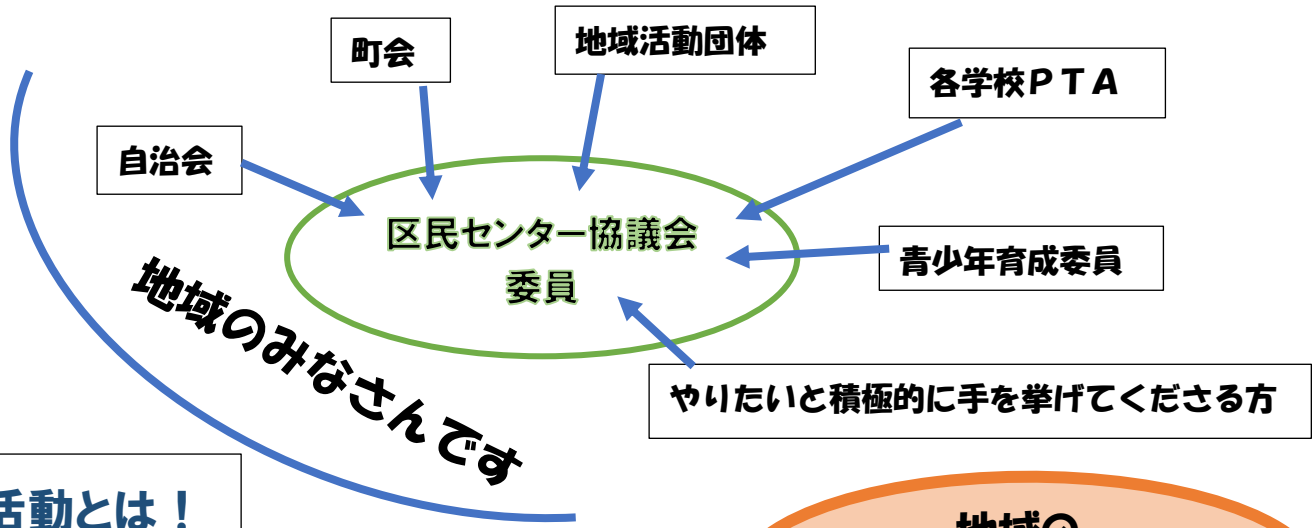 町会
地域活動団体
各学校PTA
自治会
区民センター協議会
委員
青少年育成委員
地域のみなさんです
やりたいと積極的に手を挙げてくださる方
活動とは！
地域の